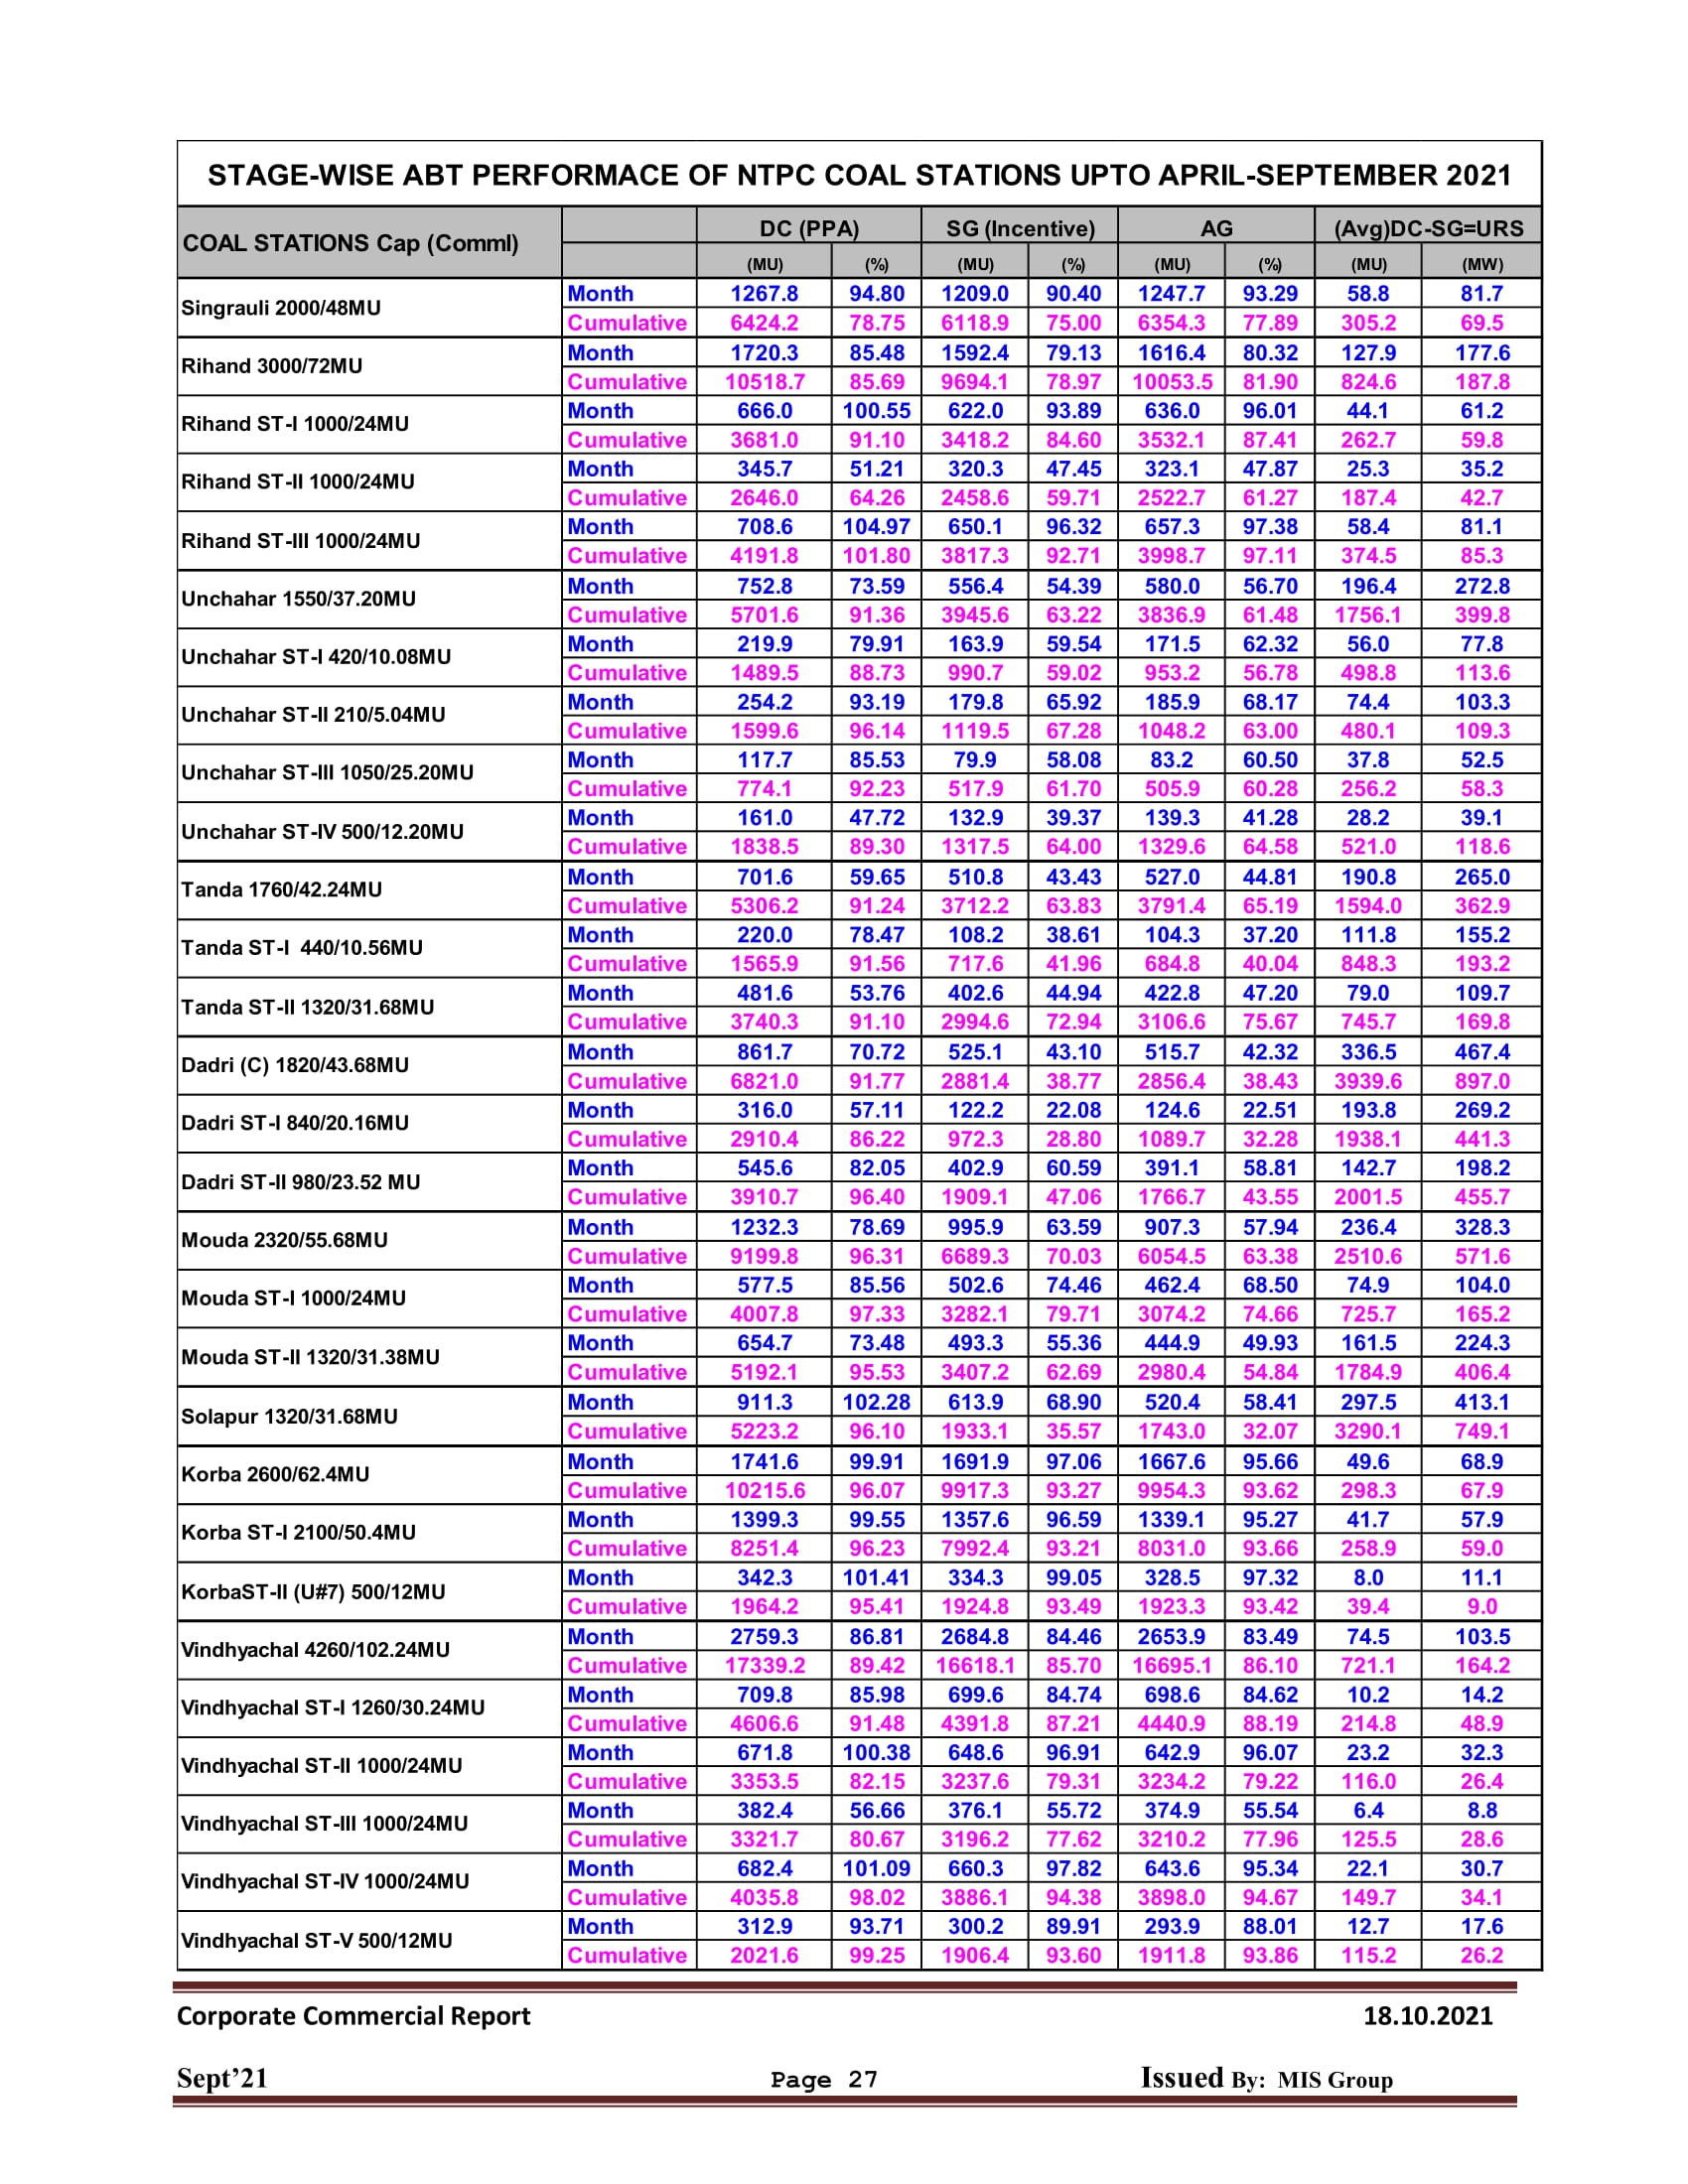 STAGE-WISE ABT PERFORMACE OF NTPC COAL STATIONS UPTO APRIL-SEPTEMBER 2021
COAL STATIONS Cap (Comml) DC (PPA) SG (Incentive) AG (Avg)DC-SG=URS
(MU) (%) (MU) (%) (MU) (%) (MU) (MW)
Singrauli 2000/48MU Month 1267.8 94.80 1209.0 90.40 1247.7 93.29 58.8 81.7
Cumulative 6424.2 78.75 6118.9 75.00 6354.3 77.89 305.2 69.5
Rihand 3000/72MU Month 1720.3 85.48 1592.4 79.13 1616.4 80.32 127.9 177.6
Cumulative 10518.7 85.69 9694.1 78.97 10053.5 81.90 824.6 187.8
Rihand ST-I 1000/24MU Month 666.0 100.55 622.0 93.89 636.0 96.01 44.1 61.2
Cumulative 3681.0 91.10 3418.2 84.60 3532.1 87.41 262.7 59.8
Rihand ST-II 1000/24MU Month 345.7 51.21 320.3 47.45 323.1 47.87 25.3 35.2
Cumulative 2646.0 64.26 2458.6 59.71 2522.7 61.27 187.4 42.7
Rihand ST-III 1000/24MU Month 708.6 104.97 650.1 96.32 657.3 97.38 58.4 81.1
Cumulative 4191.8 101.80 3817.3 92.71 3998.7 97.11 374.5 85.3
Unchahar 1550/37.20MU Month 752.8 73.59 556.4 54.39 580.0 56.70 196.4 272.8
Cumulative 5701.6 91.36 3945.6 63.22 3836.9 61.48 1756.1 399.8
Unchahar ST-I 420/10.08MU Month 219.9 79.91 163.9 59.54 171.5 62.32 56.0 77.8
Cumulative 1489.5 88.73 990.7 59.02 953.2 56.78 498.8 113.6
Unchahar ST-II 210/5.04MU Month 254.2 93.19 179.8 65.92 185.9 68.17 74.4 103.3
Cumulative 1599.6 96.14 1119.5 67.28 1048.2 63.00 480.1 109.3
Unchahar ST-III 1050/25.20MU Month 117.7 85.53 79.9 58.08 83.2 60.50 37.8 52.5
Cumulative 774.1 92.23 517.9 61.70 505.9 60.28 256.2 58.3
Unchahar ST-IV 500/12.20MU Month 161.0 47.72 132.9 39.37 139.3 41.28 28.2 39.1
Cumulative 1838.5 89.30 1317.5 64.00 1329.6 64.58 521.0 118.6
Tanda 1760/42.24MU Month 701.6 59.65 510.8 43.43 527.0 44.81 190.8 265.0
Cumulative 5306.2 91.24 3712.2 63.83 3791.4 65.19 1594.0 362.9
Tanda ST-I 440/10.56MU Month 220.0 78.47 108.2 38.61 104.3 37.20 111.8 155.2
Cumulative 1565.9 91.56 717.6 41.96 684.8 40.04 848.3 193.2
Tanda ST-II 1320/31.68MU Month 481.6 53.76 402.6 44.94 422.8 47.20 79.0 109.7
Cumulative 3740.3 91.10 2994.6 72.94 3106.6 75.67 745.7 169.8
Dadri (C) 1820/43.68MU Month 861.7 70.72 525.1 43.10 515.7 42.32 336.5 467.4
Cumulative 6821.0 91.77 2881.4 38.77 2856.4 38.43 3939.6 897.0
Dadri ST-I 840/20.16MU Month 316.0 57.11 122.2 22.08 124.6 22.51 193.8 269.2
Cumulative 2910.4 86.22 972.3 28.80 1089.7 32.28 1938.1 441.3
Dadri ST-II 980/23.52 MU Month 545.6 82.05 402.9 60.59 391.1 58.81 142.7 198.2
Cumulative 3910.7 96.40 1909.1 47.06 1766.7 43.55 2001.5 455.7
Mouda 2320/55.68MU Month 1232.3 78.69 995.9 63.59 907.3 57.94 236.4 328.3
Cumulative 9199.8 96.31 6689.3 70.03 6054.5 63.38 2510.6 571.6
Mouda ST-I 1000/24MU Month 577.5 85.56 502.6 74.46 462.4 68.50 74.9 104.0
Cumulative 4007.8 97.33 3282.1 79.71 3074.2 74.66 725.7 165.2
Mouda ST-II 1320/31.38MU Month 654.7 73.48 493.3 55.36 444.9 49.93 161.5 224.3
Cumulative 5192.1 95.53 3407.2 62.69 2980.4 54.84 1784.9 406.4
Solapur 1320/31.68MU Month 911.3 102.28 613.9 68.90 520.4 58.41 297.5 413.1
Cumulative 5223.2 96.10 1933.1 35.57 1743.0 32.07 3290.1 749.1
Korba 2600/62.4MU Month 1741.6 99.91 1691.9 97.06 1667.6 95.66 49.6 68.9
Cumulative 10215.6 96.07 9917.3 93.27 9954.3 93.62 298.3 67.9
Korba ST-I 2100/50.4MU Month 1399.3 99.55 1357.6 96.59 1339.1 95.27 41.7 57.9
Cumulative 8251.4 96.23 7992.4 93.21 8031.0 93.66 258.9 59.0
KorbaST-II (U#7) 500/12MU Month 342.3 101.41 334.3 99.05 328.5 97.32 8.0 11.1
Cumulative 1964.2 95.41 1924.8 93.49 1923.3 93.42 39.4 9.0
Vindhyachal 4260/102.24MU Month 2759.3 86.81 2684.8 84.46 2653.9 83.49 74.5 103.5
Cumulative 17339.2 89.42 16618.1 85.70 16695.1 86.10 721.1 164.2
Vindhyachal ST-I 1260/30.24MU Month 709.8 85.98 699.6 84.74 698.6 84.62 10.2 14.2
Cumulative 4606.6 91.48 4391.8 87.21 4440.9 88.19 214.8 48.9
Vindhyachal ST-II 1000/24MU Month 671.8 100.38 648.6 96.91 642.9 96.07 23.2 32.3
Cumulative 3353.5 82.15 3237.6 79.31 3234.2 79.22 116.0 26.4
Vindhyachal ST-III 1000/24MU Month 382.4 56.66 376.1 55.72 374.9 55.54 6.4 8.8
Cumulative 3321.7 80.67 3196.2 77.62 3210.2 77.96 125.5 28.6
Vindhyachal ST-IV 1000/24MU Month 682.4 101.09 660.3 97.82 643.6 95.34 22.1 30.7
Cumulative 4035.8 98.02 3886.1 94.38 3898.0 94.67 149.7 34.1
Vindhyachal ST-V 500/12MU Month 312.9 93.71 300.2 89.91 293.9 88.01 12.7 17.6
Cumulative 2021.6 99.25 1906.4 93.60 1911.8 93.86 115.2 26.2
Corporate Commercial Report 18.10.2021
Sept’21 Page 27 Issued By: MIS Group